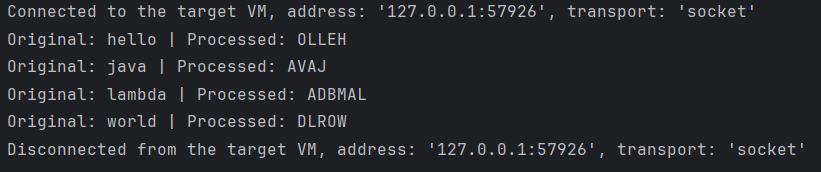 Connected to the target VM, address: '127.0.0.1:57926', transport: 'socket'
Original: hello | Processed: OLLEH
Original: java | Processed: AVAJ
Original: lambda | Processed: ADBMAL
Original: world | Processed: DLROW
Disconnected from the target VM, address: '127.0.0.1:57926', transport: 'socket'